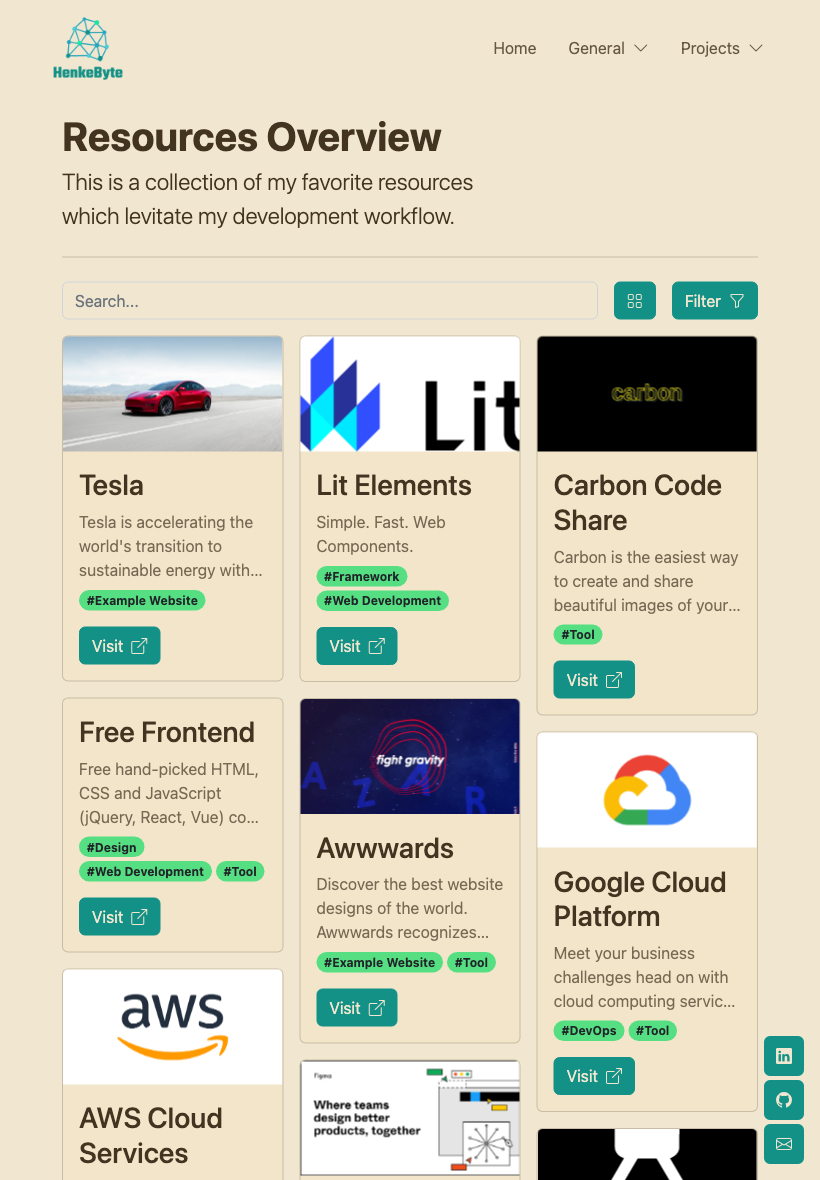 HenkeByte
Home
General
Projects
Resources Overview
This is a collection of my favorite resources
which levitate my development workflow.
Search...
Filter
Tesla
Tesla is accelerating the
world's transition to
sustainable energy with...
#Example Website
Visit
Lit
Lit Elements
Simple. Fast. Web
Components.
#Framework
#Web Development
Visit
carbon
Carbon Code
Share
Carbon is the easiest way
to create and share
beautiful images of your...
#Tool
Visit
Free Frontend
Free hand-picked HTML,
CSS and JavaScript
(jQuery, React, Vue) co...
#Design
#Web Development #Tool
Visit
fight gravity
A Z A R
Awwwards
Discover the best website
designs of the world.
Awwwards recognizes...
#Example Website #Tool
Visit
Google Cloud
Platform
Meet your business
challenges head on with
cloud computing servic...
#DevOps #Tool
Visit
aws
AWS Cloud
Services
Figma
Where teams
design better
products, together
in